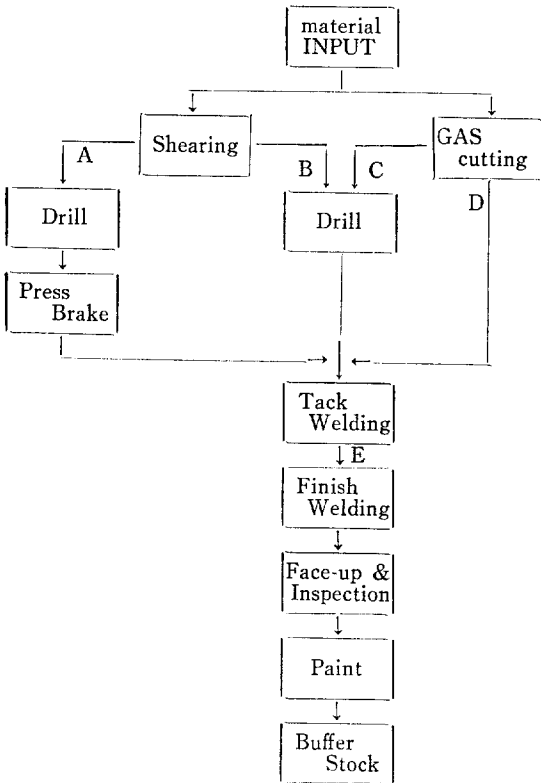 material
INPUT
Shearing
GAS
cutting
A
B
C
D
Drill
Drill
Press
Brake
Tack
Welding
E
Finish
Welding
Face-up &
Inspection
Paint
Buffer
Stock